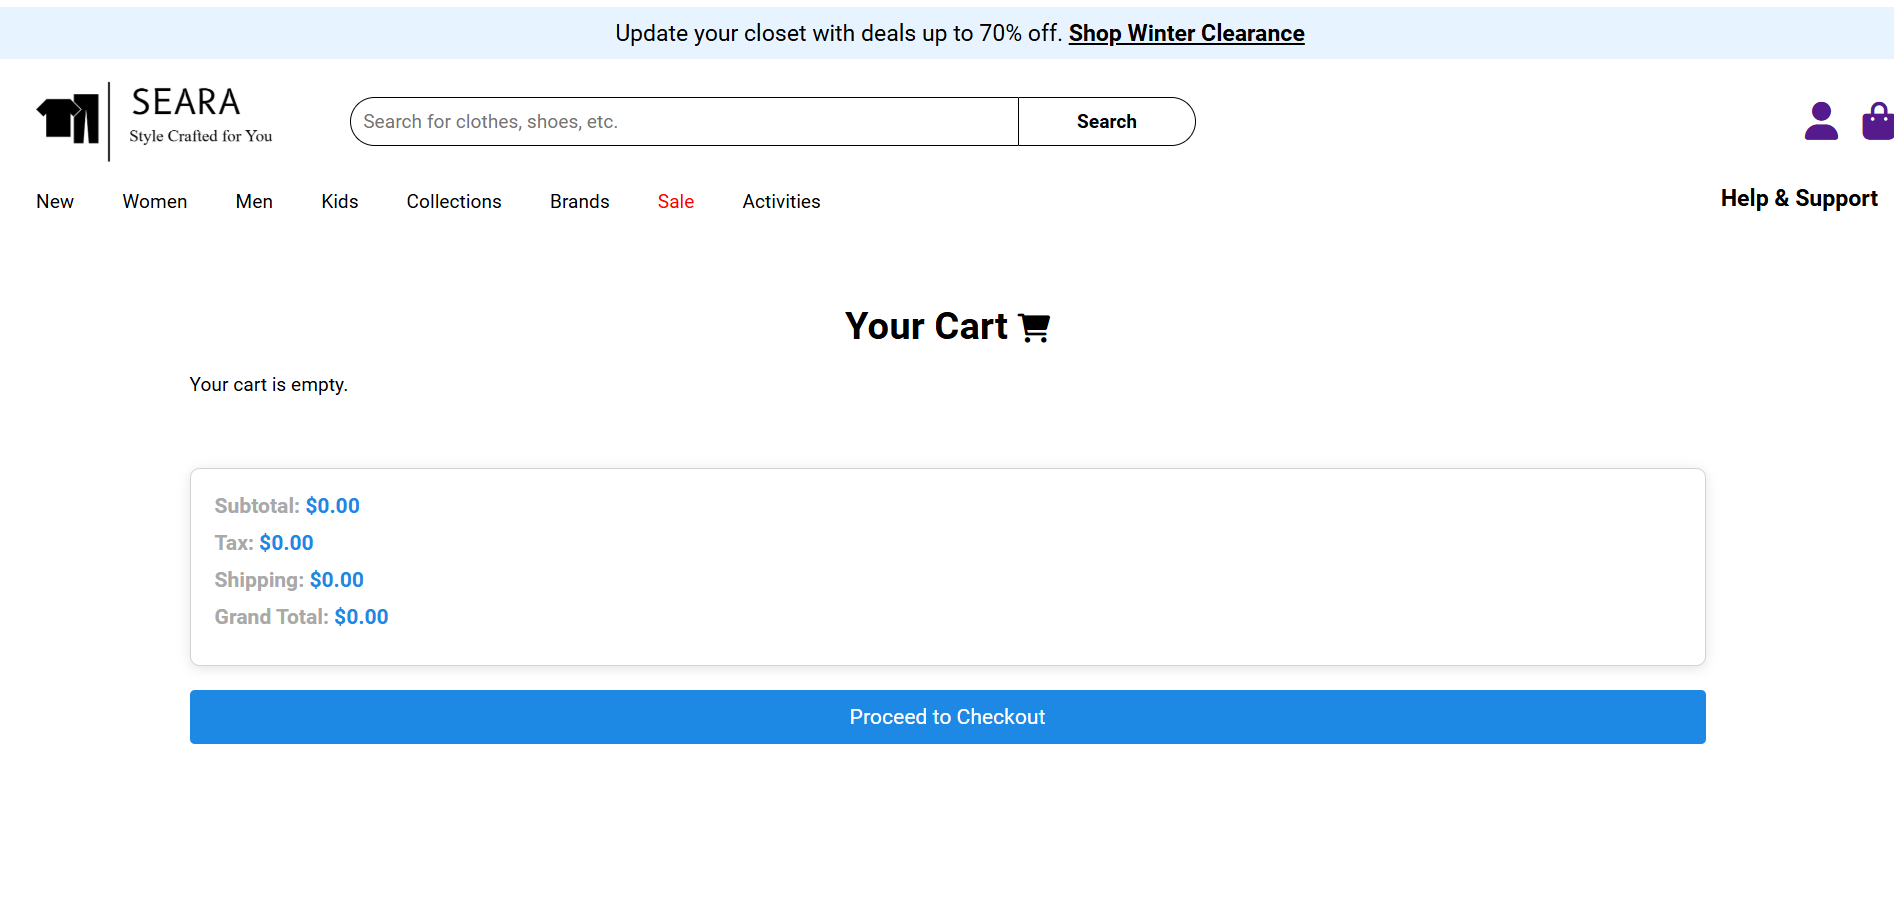 Update your closet with deals up to 70% off. Shop Winter Clearance
SEARA
Style Crafted for You
Search for clothes, shoes, etc.
Search
New Women Men Kids Collections Brands Sale Activities
Help & Support
Your Cart
Your cart is empty.
Subtotal: $0.00
Tax: $0.00
Shipping: $0.00
Grand Total: $0.00
Proceed to Checkout